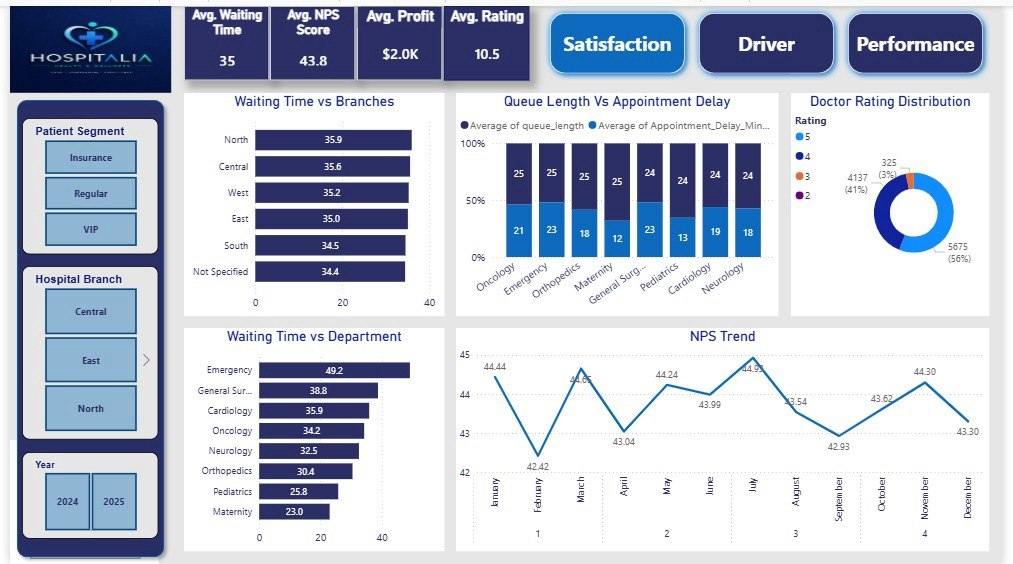 HOSPITALIA
HEALTH & WELLNESS
Avg. Waiting Time
35
Avg. NPS Score
43.8
Avg. Profit
$2.0K
Avg. Rating
10.5
Satisfaction
Driver
Performance
Patient Segment
Insurance
Regular
VIP
Hospital Branch
Central
East
North
Year
2024
2025
Waiting Time vs Branches
North 35.9
Central 35.6
West 35.2
East 35.0
South 34.5
Not Specified 34.4
0 20 40
Queue Length Vs Appointment Delay
Average of queue_length Average of Appointment_Delay_Min...
100%
50%
0%
25 25 25 25 24 24 24 24
21 23 18 12 23 13 19 18
Oncology
Emergency
Orthopedics
Maternity
General Surg...
Pediatrics
Cardiology
Neurology
Doctor Rating Distribution
Rating
5
4
3
2
325
(3%)
4137
(41%)
5675
(56%)
Waiting Time vs Department
Emergency 49.2
General Sur... 38.8
Cardiology 35.9
Oncology 34.2
Neurology 32.5
Orthopedics 30.4
Pediatrics 25.8
Maternity 23.0
0 20 40
NPS Trend
45
44
43
42
44.44
42.42
44.65
43.04
44.24
43.99
44.93
43.54
42.93
43.62
44.30
43.30
January
February
March
April
May
June
July
August
September
October
November
December
1 2 3 4